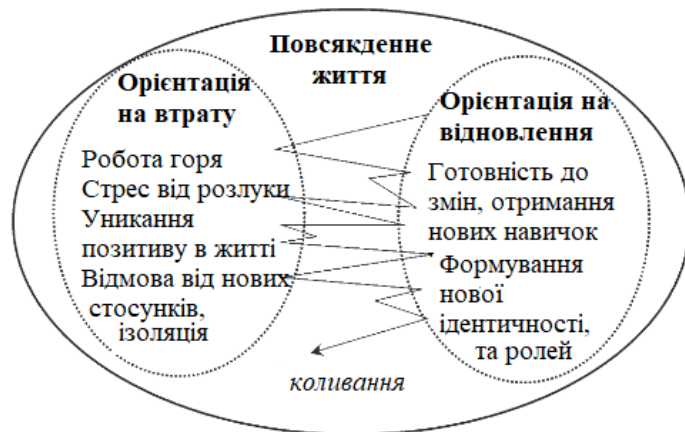 Повсякденне
життя
Орієнтація
на втрату
Робота горя
Стрес від розлуки
Уникання
позитиву в житті
Відмова від нових
стосунків,
ізоляція
Орієнтація на
відновлення
Готовність до
змін, отримання
нових навичок
Формування
нової
ідентичності,
та ролей
коливання